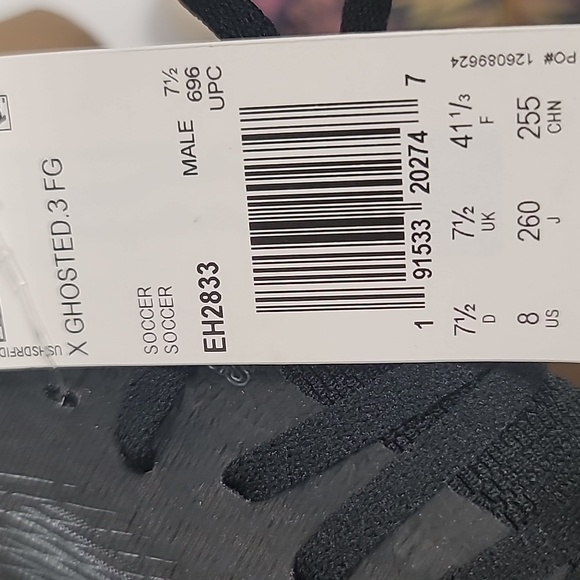 X GHOSTED.3 FG
SOCCER
SOCCER
EH2833
MALE 7½
696
UPC
1 91533 20274 7
7½ 7½ 41⅓
D UK F
8 260 255
US J CHN
PO# 126089624